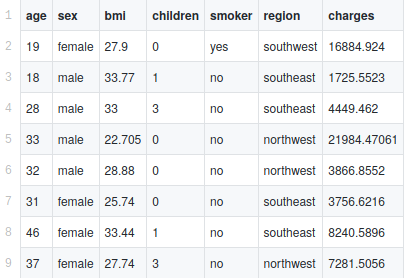 1 age sex bmi children smoker region charges
2 19 female 27.9 0 yes southwest 16884.924
3 18 male 33.77 1 no southeast 1725.5523
4 28 male 33 3 no southeast 4449.462
5 33 male 22.705 0 no northwest 21984.47061
6 32 male 28.88 0 no northwest 3866.8552
7 31 female 25.74 0 no southeast 3756.6216
8 46 female 33.44 1 no southeast 8240.5896
9 37 female 27.74 3 no northwest 7281.5056